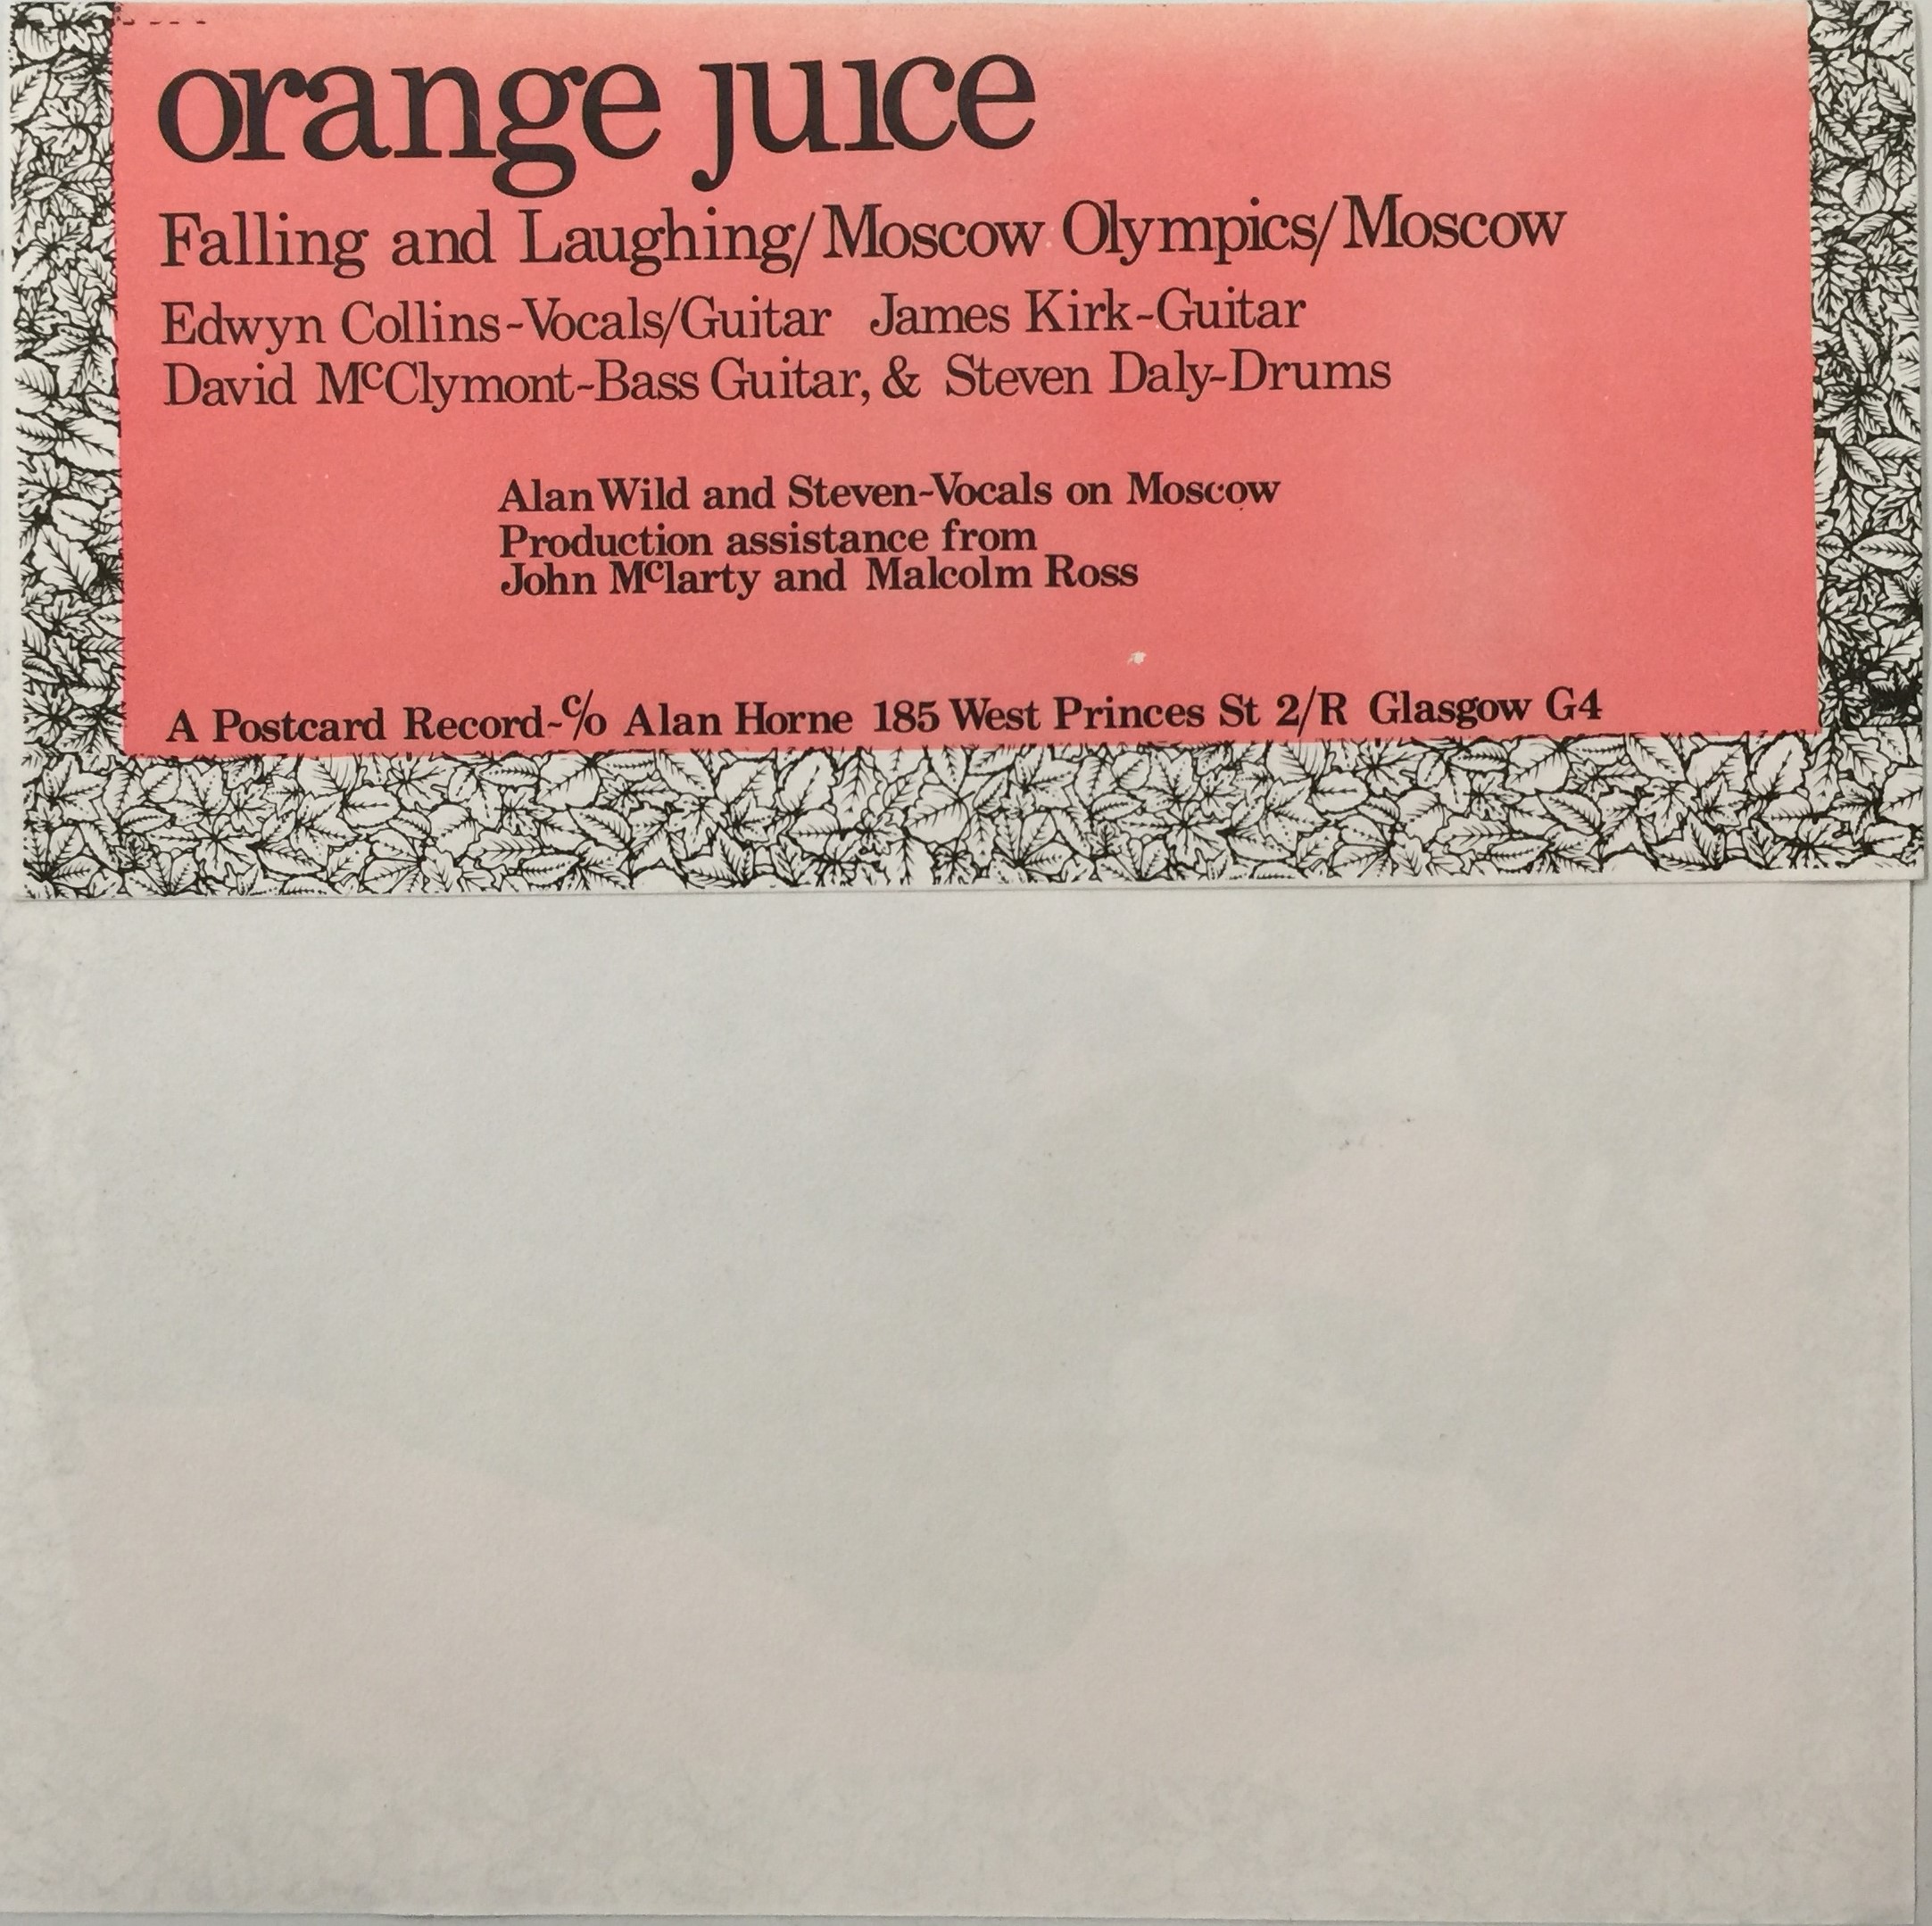 orange juice
Falling and Laughing/Moscow Olympics/Moscow
Edwyn Collins-Vocals/Guitar James Kirk-Guitar
David McClymont-Bass Guitar, & Steven Daly-Drums
Alan Wild and Steven-Vocals on Moscow
Production assistance from
John Mclarty and Malcolm Ross
A Postcard Record-c/o Alan Horne 185 West Princes St 2/R Glasgow G4